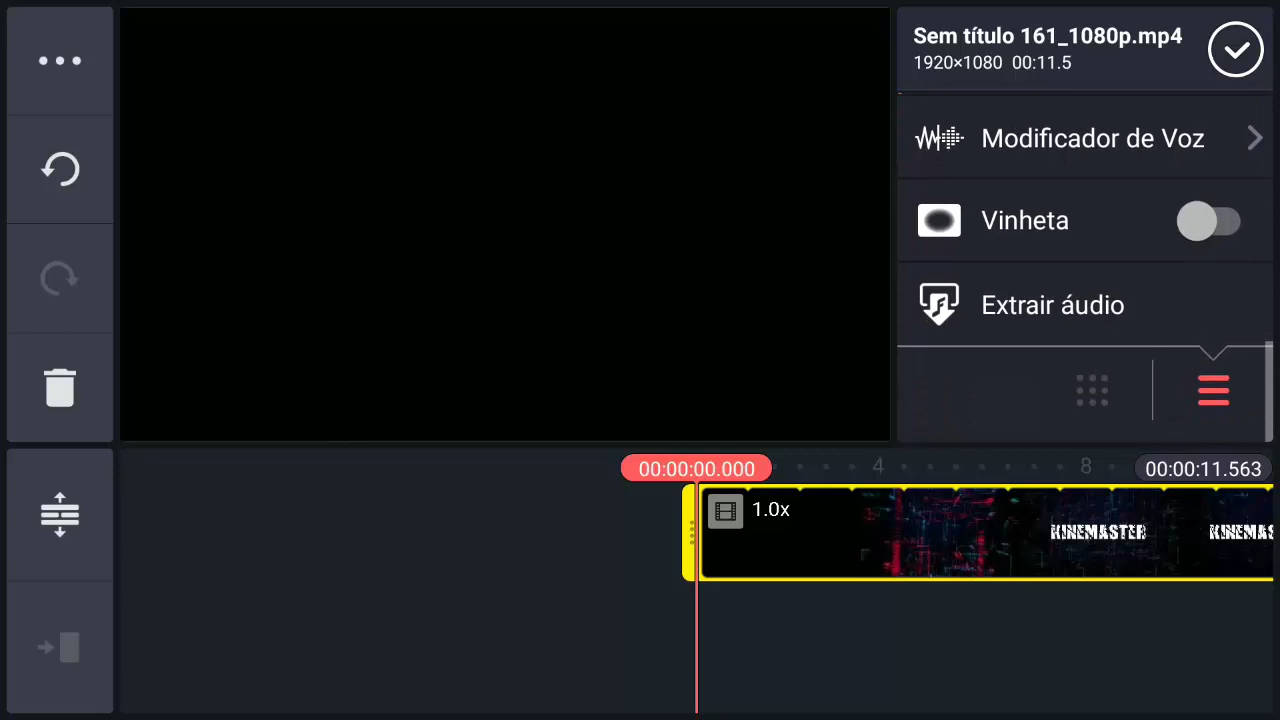 Sem título 161_1080p.mp4
1920×1080 00:11.5
Modificador de Voz
Vinheta
Extrair áudio
00:00:00.000
4
8
00:00:11.563
1.0x
KINEMASTER
KINEMAS